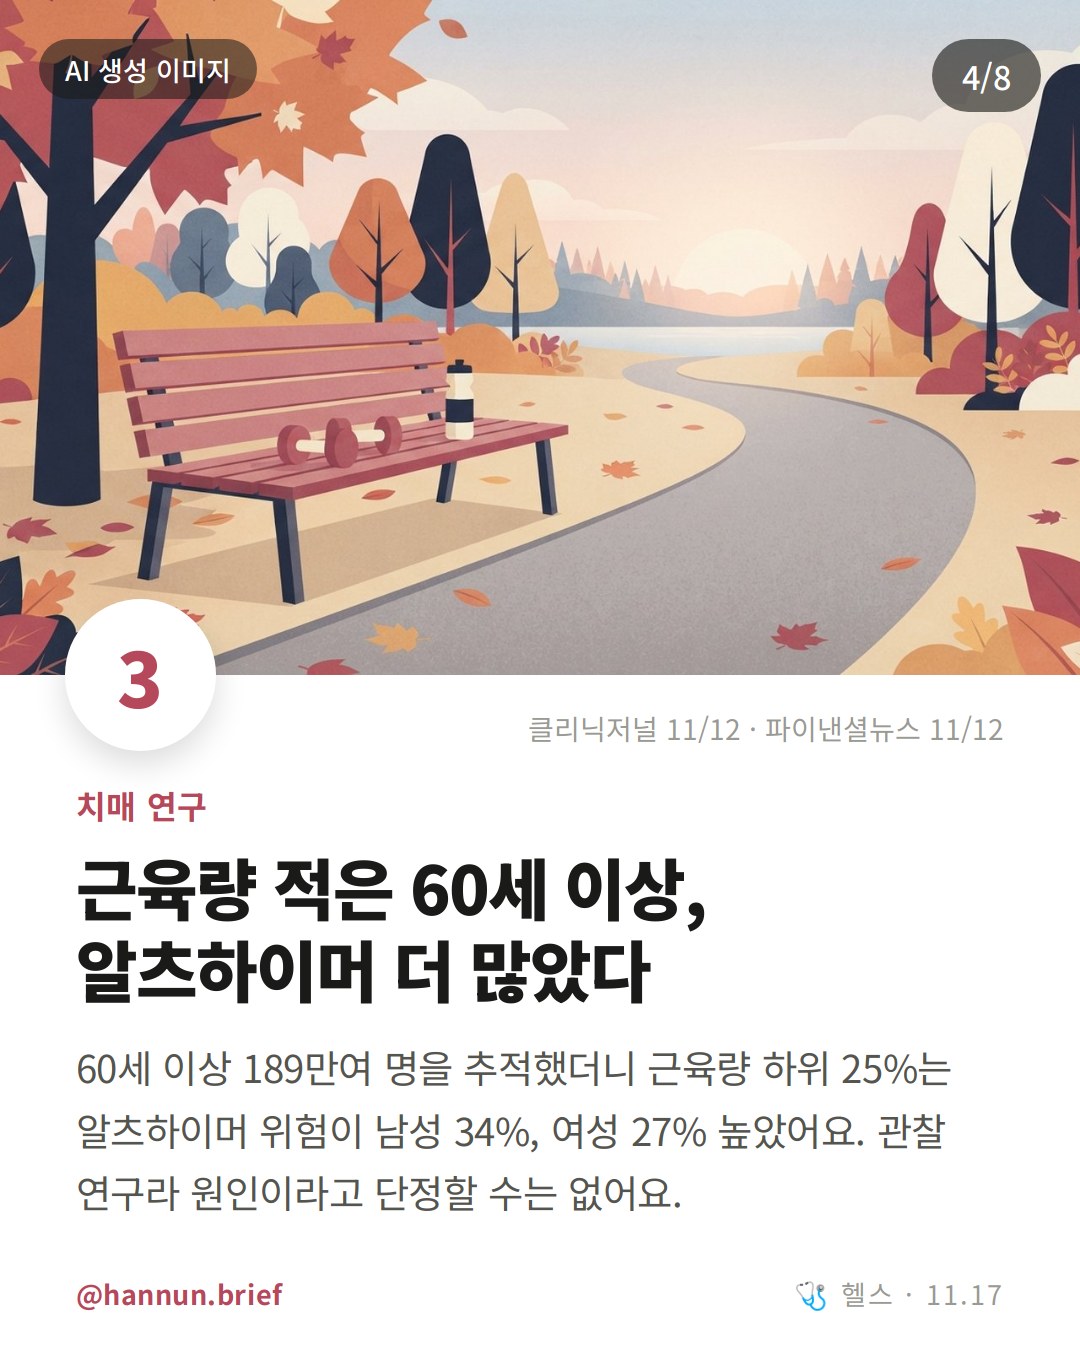 AI 생성 이미지
4/8
3
클리닉저널 11/12 · 파이낸셜뉴스 11/12
치매 연구
근육량 적은 60세 이상,
알츠하이머 더 많았다
60세 이상 189만여 명을 추적했더니 근육량 하위 25%는
알츠하이머 위험이 남성 34%, 여성 27% 높았어요. 관찰
연구라 원인이라고 단정할 수는 없어요.
@hannun.brief
🩺 헬스 · 11.17